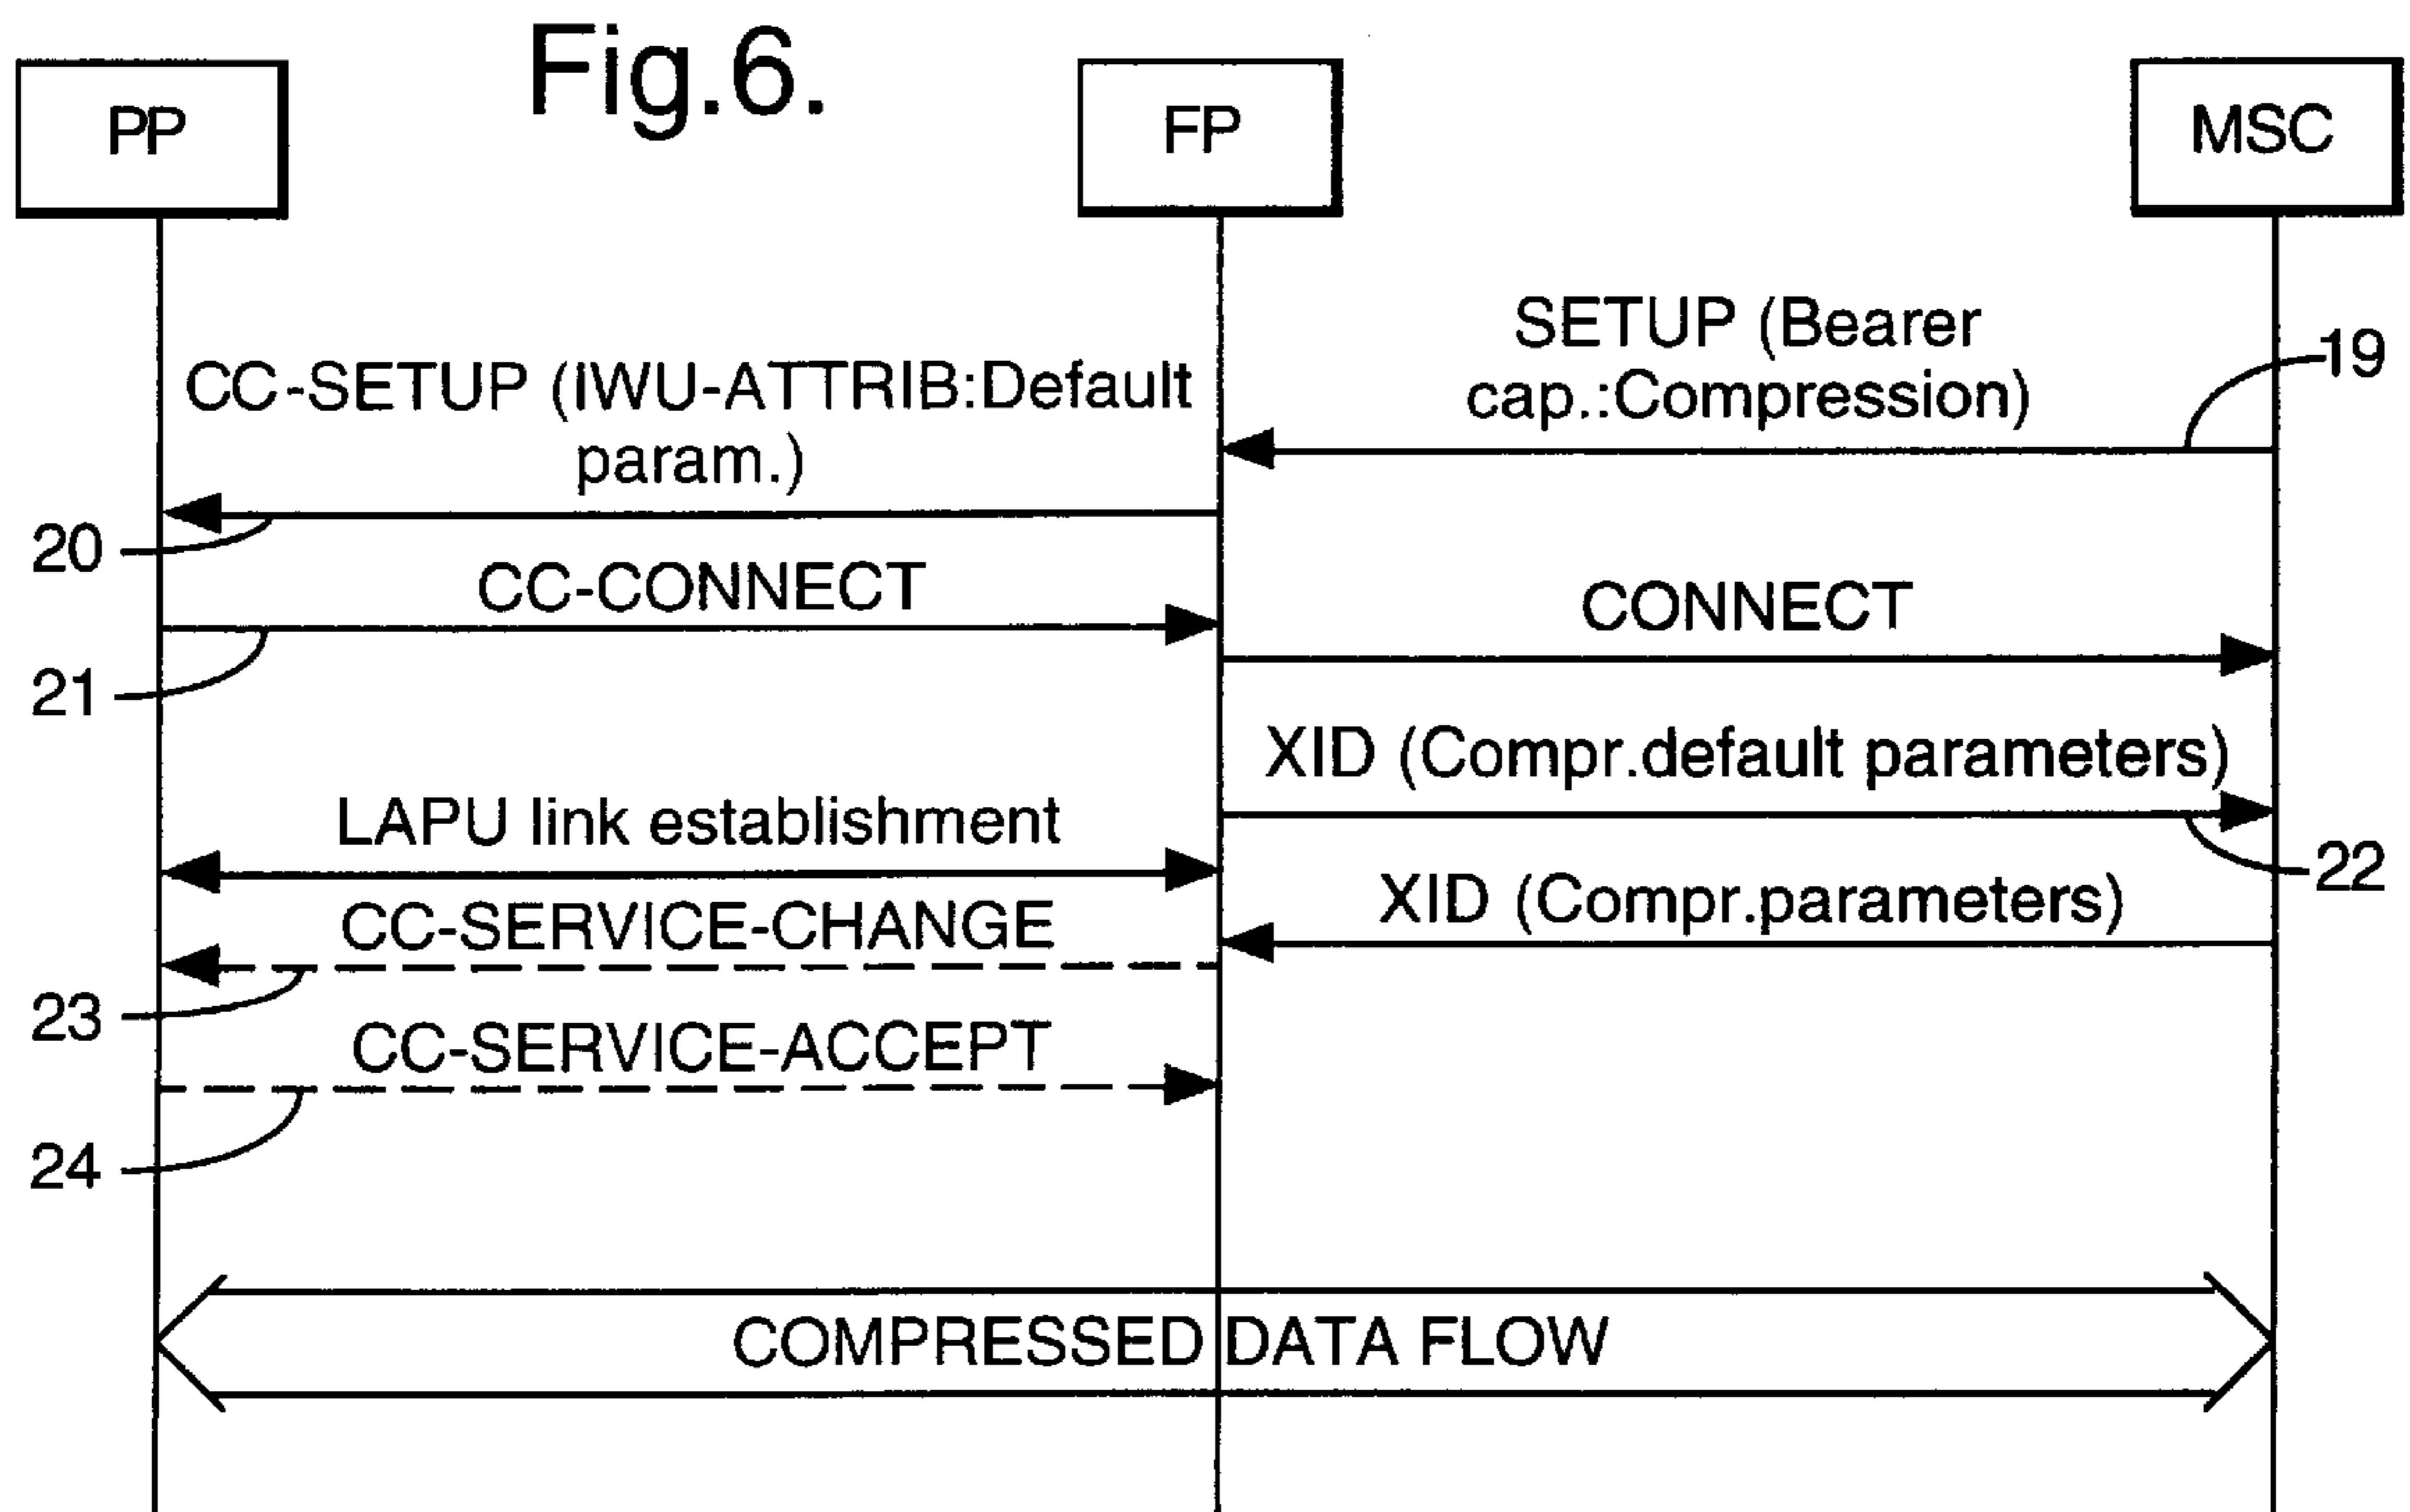 Fig.6.
PP
FP
MSC
SETUP (Bearer
cap.:Compression)
19
CC-SETUP (IWU-ATTRIB:Default
param.)
20
CC-CONNECT
CONNECT
21
XID (Compr.default parameters)
LAPU link establishment
22
XID (Compr.parameters)
CC-SERVICE-CHANGE
23
CC-SERVICE-ACCEPT
24
COMPRESSED DATA FLOW